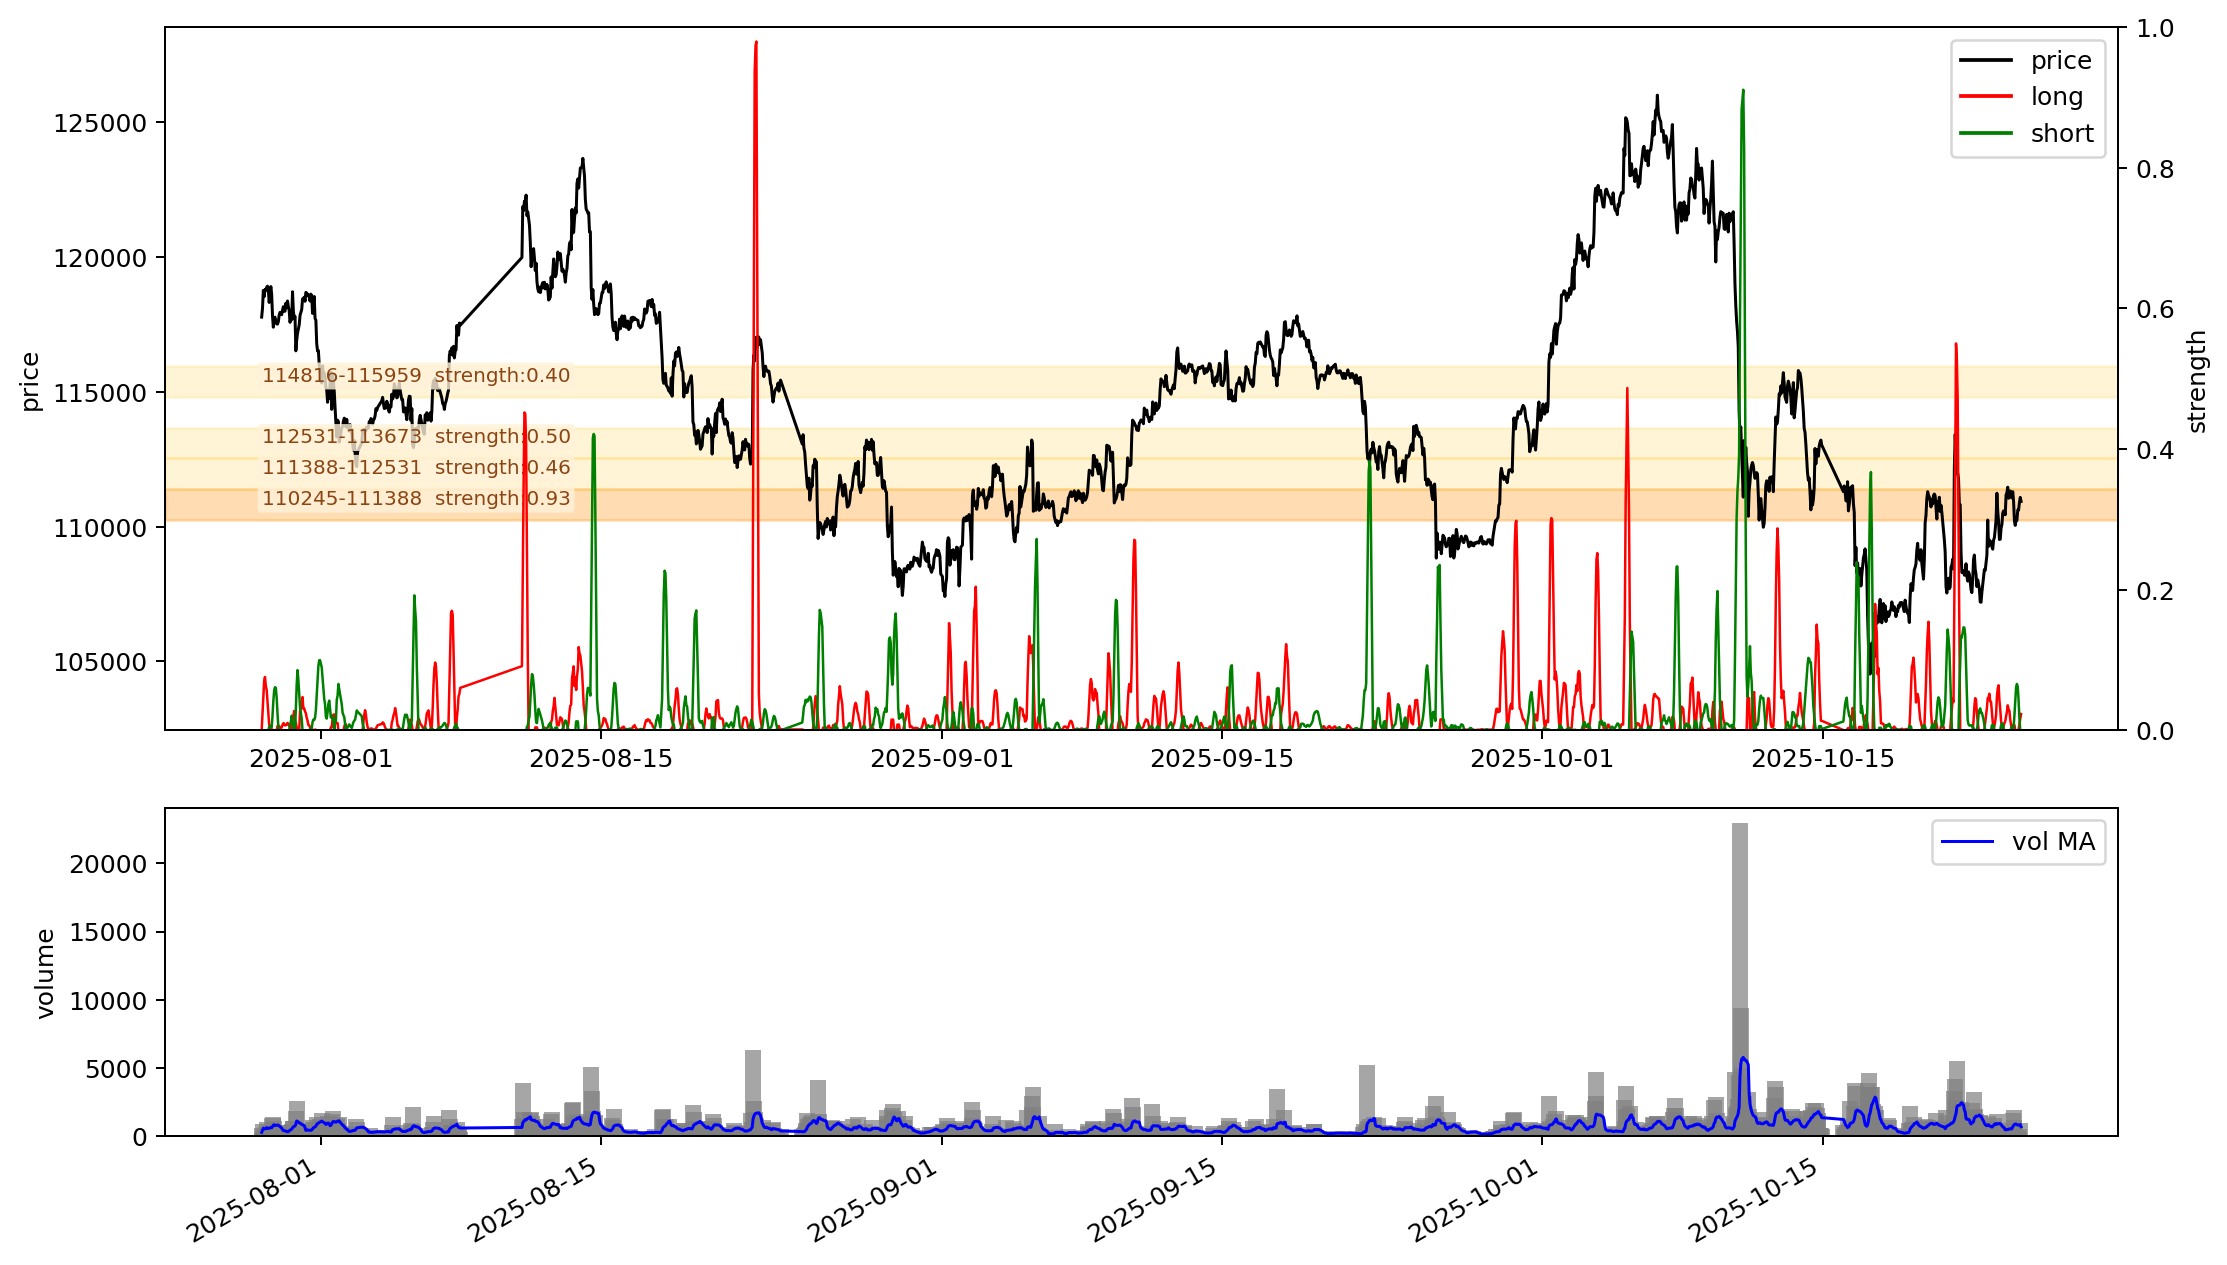 price
long
short
125000
120000
115000
110000
105000
price
1.0
0.8
0.6
0.4
0.2
0.0
strength
114816-115959 strength:0.40
112531-113673 strength:0.50
111388-112531 strength:0.46
110245-111388 strength:0.93
2025-08-01
2025-08-15
2025-09-01
2025-09-15
2025-10-01
2025-10-15
vol MA
20000
15000
10000
5000
0
volume
2025-08-01
2025-08-15
2025-09-01
2025-09-15
2025-10-01
2025-10-15